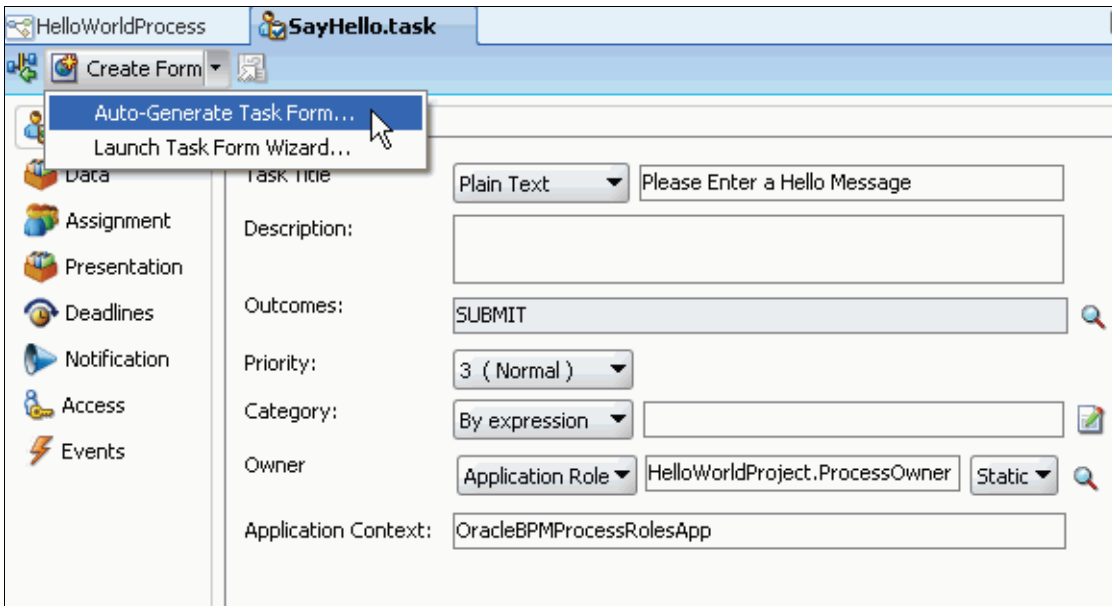 HelloWorldProcess
SayHello.task
Create Form
Auto-Generate Task Form...
Launch Task Form Wizard...
Data
Task Title
Plain Text
Please Enter a Hello Message
Assignment
Description:
Presentation
Deadlines
Outcomes:
SUBMIT
Notification
Priority:
3 ( Normal )
Access
Category:
By expression
Events
Owner
Application Role
HelloWorldProject.ProcessOwner
Static
Application Context:
OracleBPMProcessRolesApp